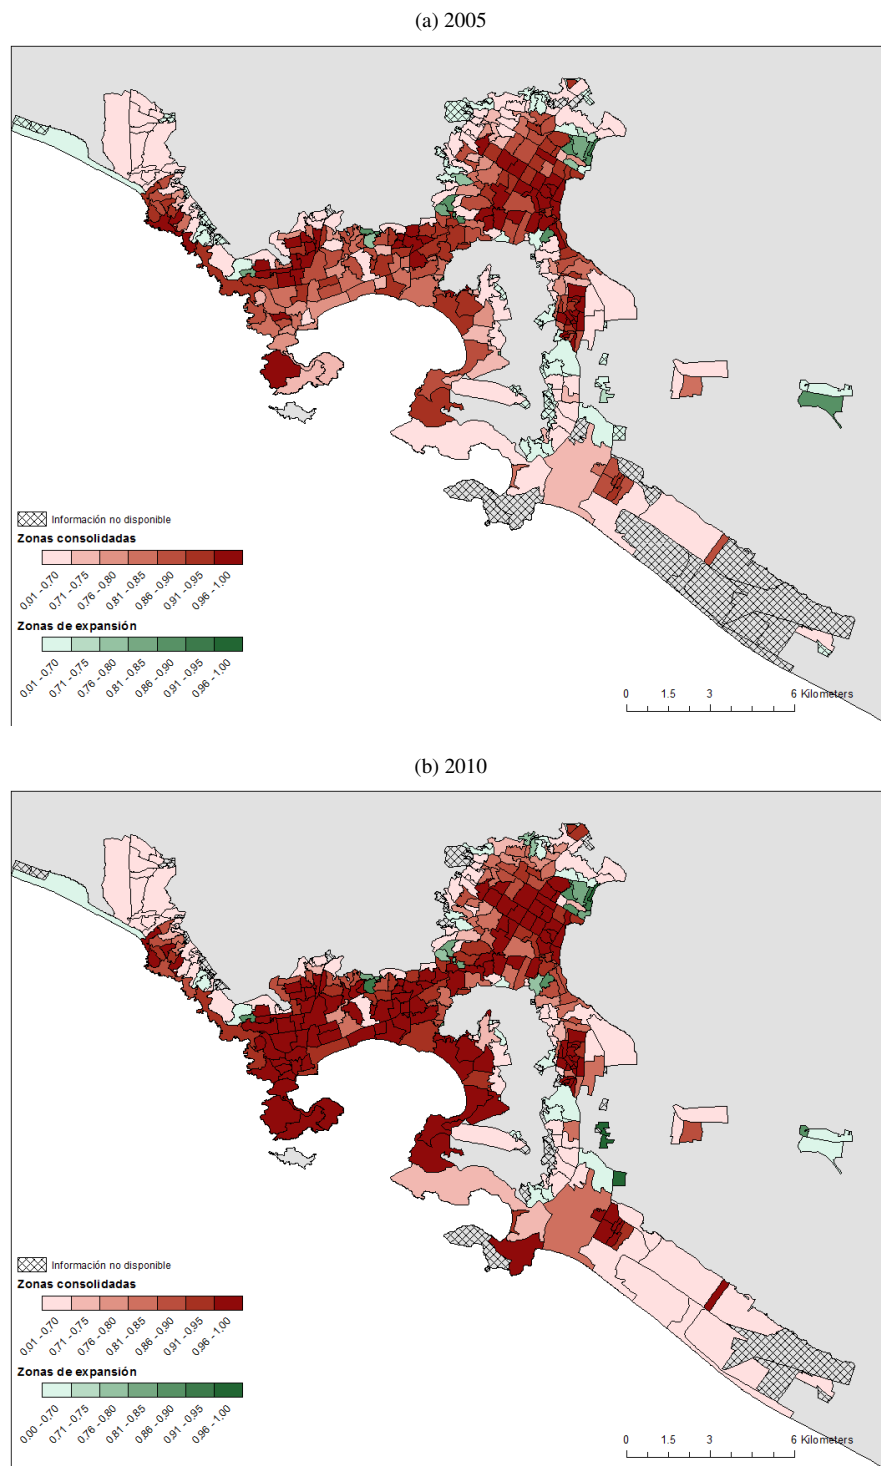 (a) 2005
Información no disponible
Zonas consolidadas
0,01 - 0,70
0,71 - 0,75
0,76 - 0,80
0,81 - 0,85
0,86 - 0,90
0,91 - 0,95
0,96 - 1,00
Zonas de expansión
0,01 - 0,70
0,71 - 0,75
0,76 - 0,80
0,81 - 0,85
0,86 - 0,90
0,91 - 0,95
0,96 - 1,00
0 1.5 3 6 Kilometers
(b) 2010
Información no disponible
Zonas consolidadas
0,01 - 0,70
0,71 - 0,75
0,76 - 0,80
0,81 - 0,85
0,86 - 0,90
0,91 - 0,95
0,96 - 1,00
Zonas de expansión
0,00 - 0,70
0,71 - 0,75
0,76 - 0,80
0,81 - 0,85
0,86 - 0,90
0,91 - 0,95
0,96 - 1,00
0 1.5 3 6 Kilometers